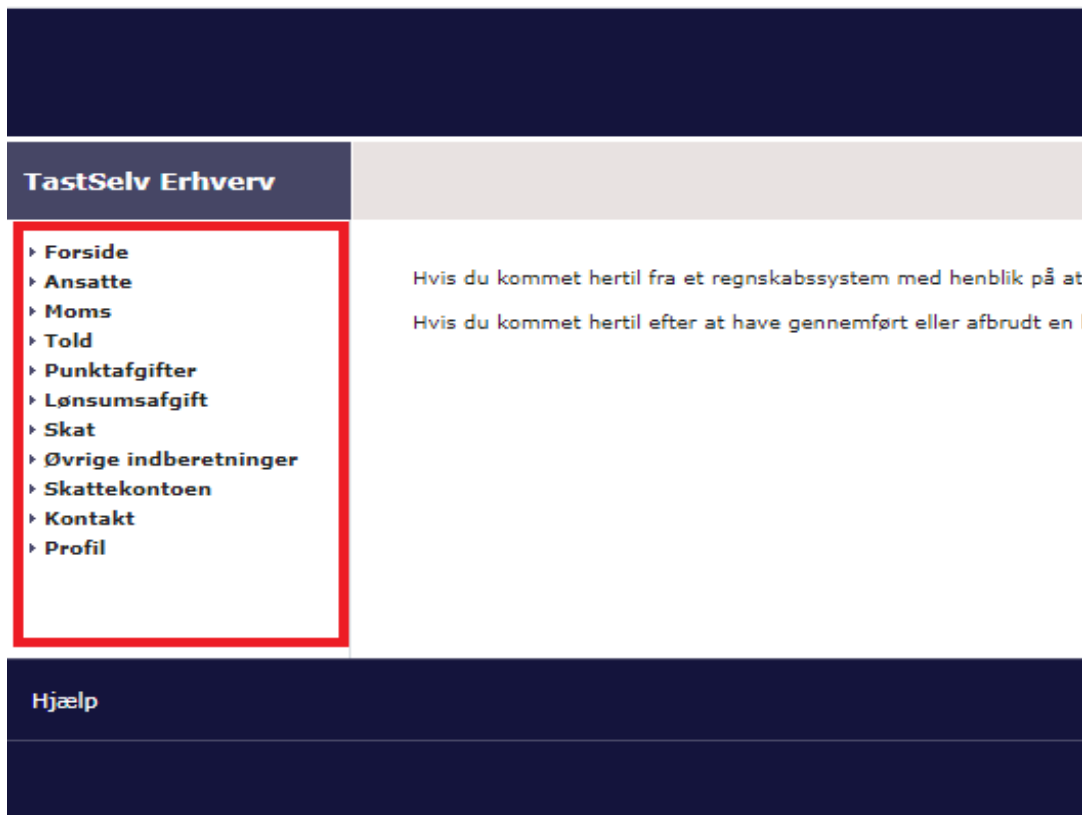 TastSelv Erhverv
Forside
Ansatte
Moms
Told
Punktafgifter
Lønsumsafgift
Skat
Øvrige indberetninger
Skattekontoen
Kontakt
Profil
Hvis du kommet hertil fra et regnskabssystem med henblik på at
Hvis du kommet hertil efter at have gennemført eller afbrudt en
Hjælp